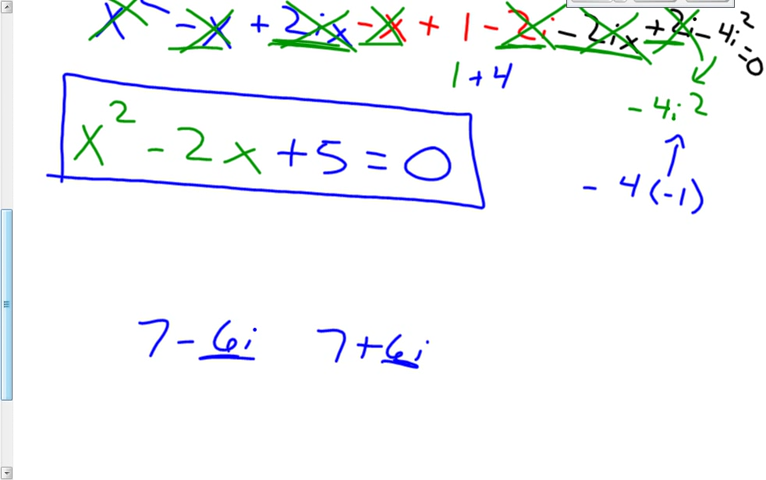 x² - x + 2ix - x + 1 - 2i - 2ix + 2i - 4i² = 0
1 + 4
- 4i2
x² - 2x + 5 = 0
- 4(-1)
7 - 6i 7 + 6i